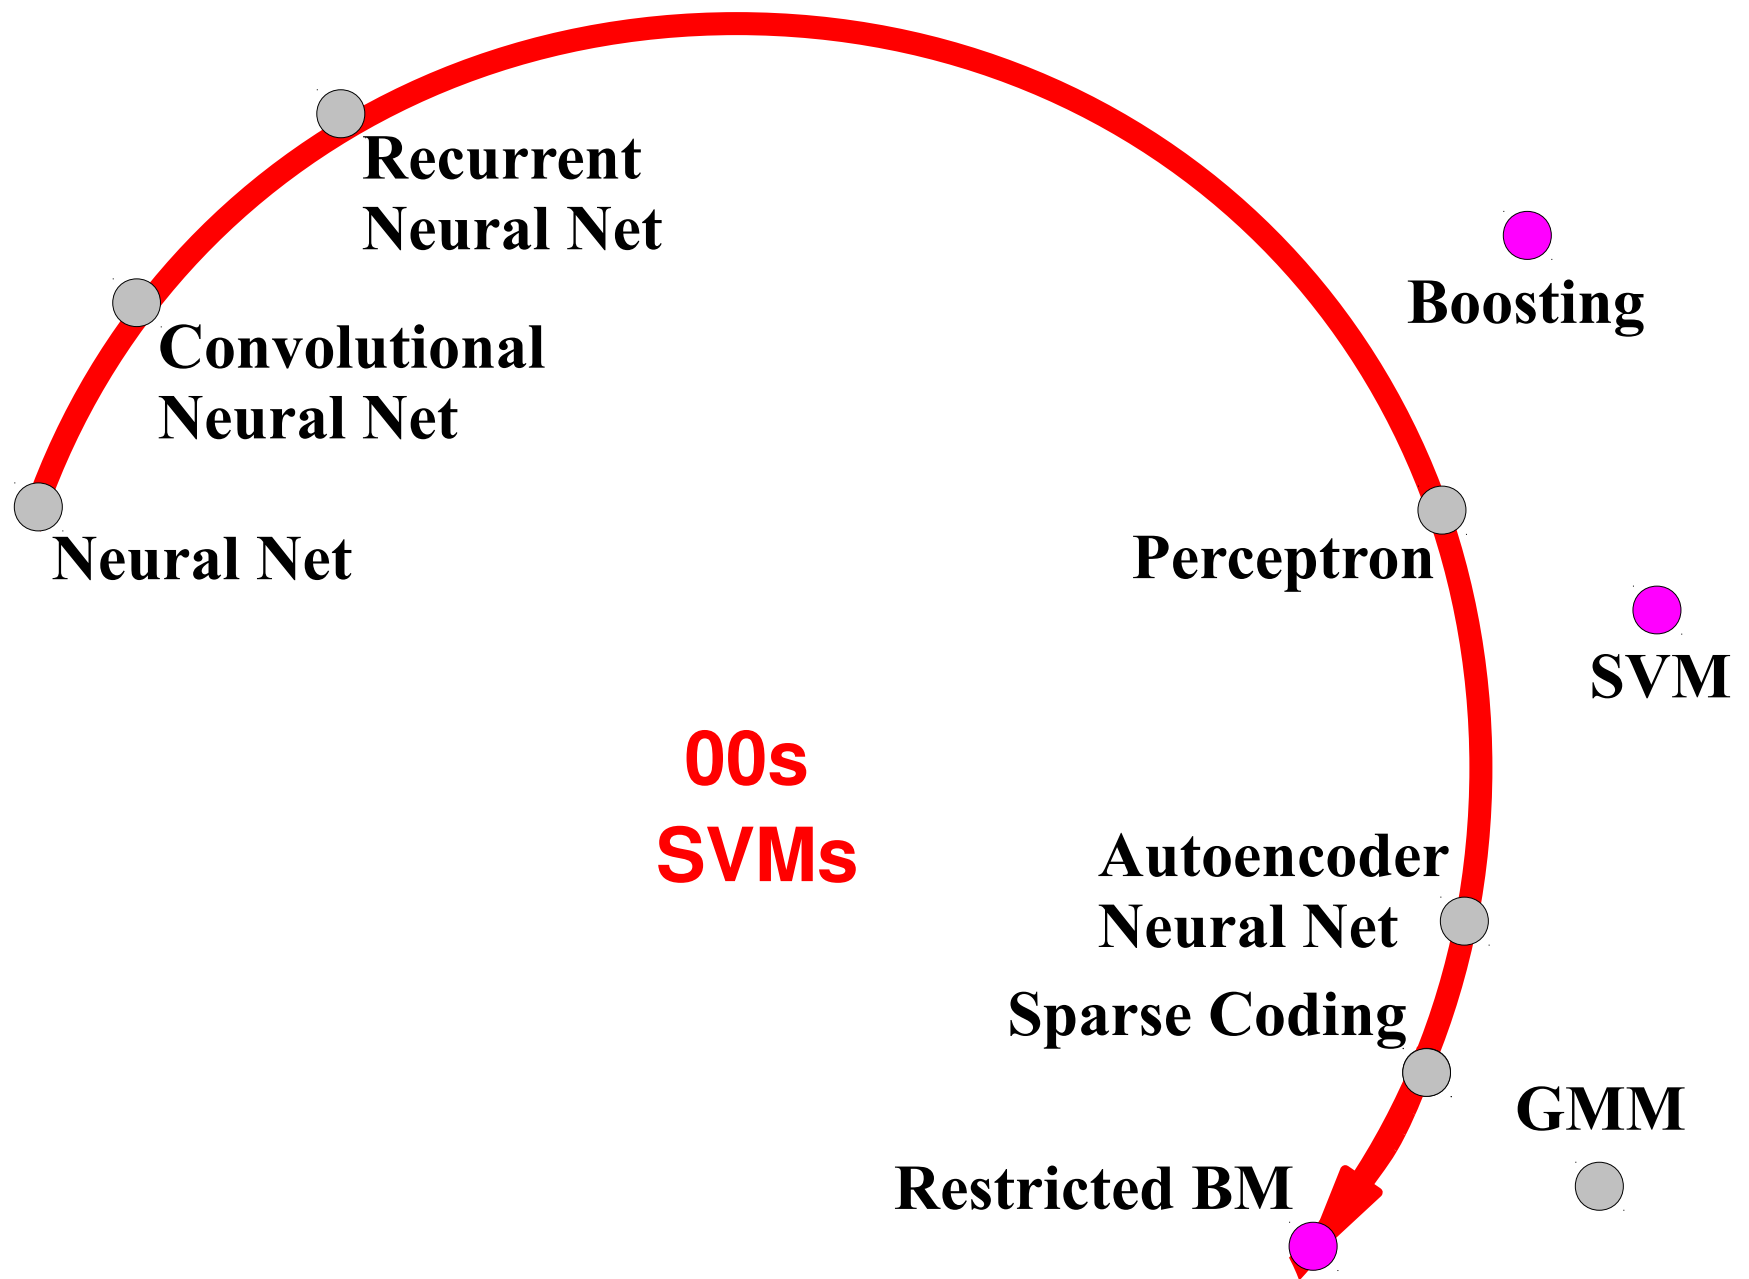 Recurrent
Neural Net
Boosting
Convolutional
Neural Net
Neural Net
Perceptron
SVM
00s
SVMs
Autoencoder
Neural Net
Sparse Coding
GMM
Restricted BM